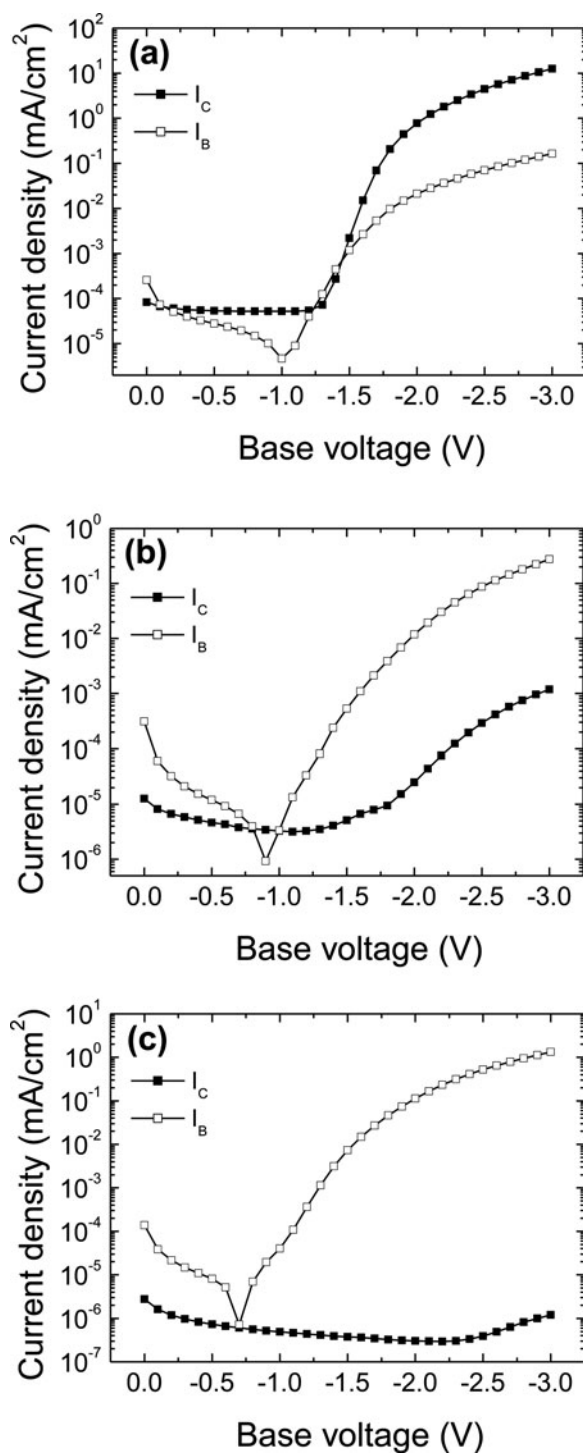 (a)
I_C
I_B
Current density (mA/cm²)
10²
10¹
10⁰
10⁻¹
10⁻²
10⁻³
10⁻⁴
10⁻⁵
0.0 -0.5 -1.0 -1.5 -2.0 -2.5 -3.0
Base voltage (V)
(b)
I_C
I_B
Current density (mA/cm²)
10⁰
10⁻¹
10⁻²
10⁻³
10⁻⁴
10⁻⁵
10⁻⁶
0.0 -0.5 -1.0 -1.5 -2.0 -2.5 -3.0
Base voltage (V)
(c)
I_C
I_B
Current density (mA/cm²)
10¹
10⁰
10⁻¹
10⁻²
10⁻³
10⁻⁴
10⁻⁵
10⁻⁶
10⁻⁷
0.0 -0.5 -1.0 -1.5 -2.0 -2.5 -3.0
Base voltage (V)